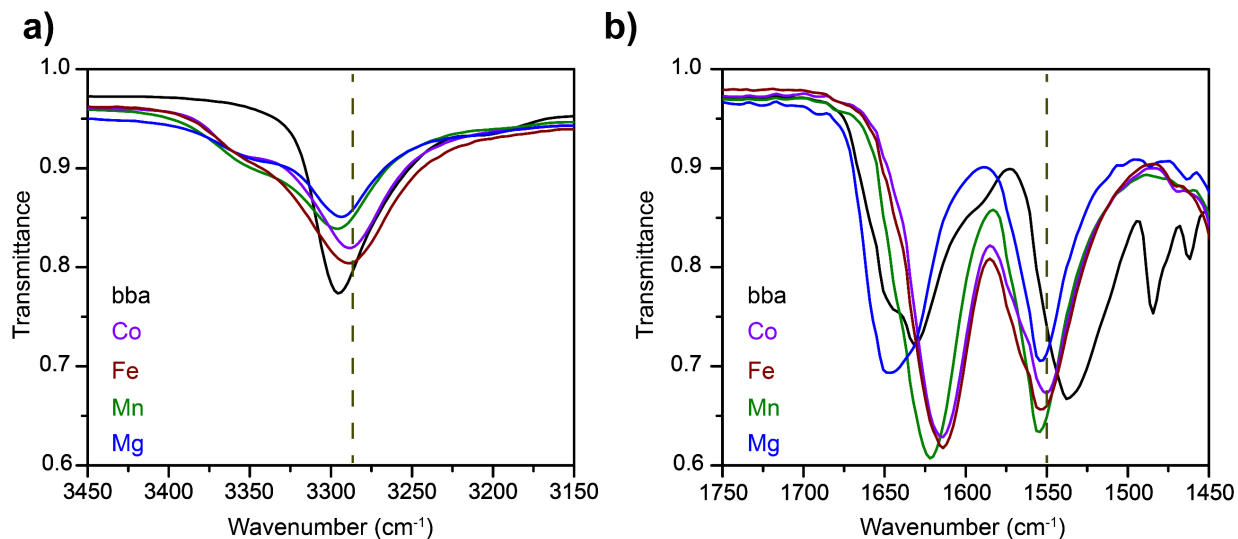 a)
1.0
0.9
0.8
0.7
0.6
Transmittance
bba
Co
Fe
Mn
Mg
3450 3400 3350 3300 3250 3200 3150
Wavenumber (cm⁻¹)
b)
1.0
0.9
0.8
0.7
0.6
Transmittance
bba
Co
Fe
Mn
Mg
1750 1700 1650 1600 1550 1500 1450
Wavenumber (cm⁻¹)